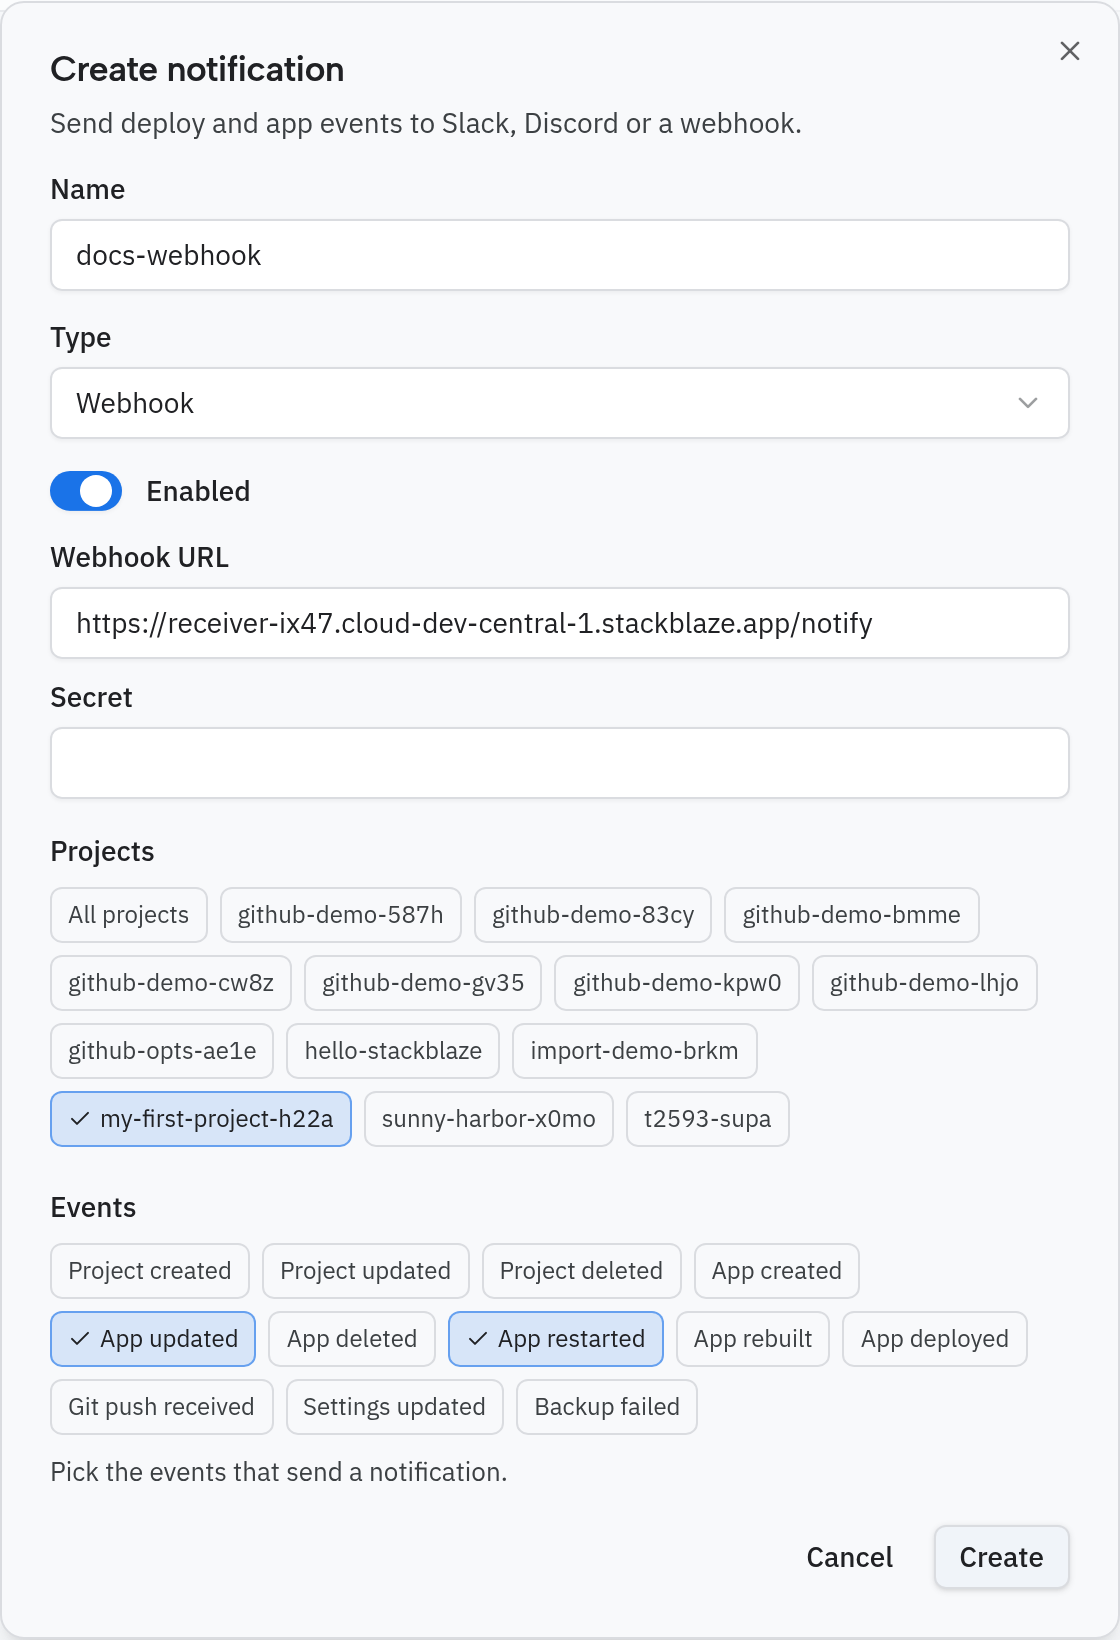 Create notification
Send deploy and app events to Slack, Discord or a webhook.
Name
docs-webhook
Type
Webhook
Enabled
Webhook URL
https://receiver-ix47.cloud-dev-central-1.stackblaze.app/notify
Secret
Projects
All projects github-demo-587h github-demo-83cy github-demo-bmme
github-demo-cw8z github-demo-gv35 github-demo-kpw0 github-demo-lhjo
github-opts-ae1e hello-stackblaze import-demo-brkm
my-first-project-h22a sunny-harbor-x0mo t2593-supa
Events
Project created Project updated Project deleted App created
App updated App deleted App restarted App rebuilt App deployed
Git push received Settings updated Backup failed
Pick the events that send a notification.
Cancel Create